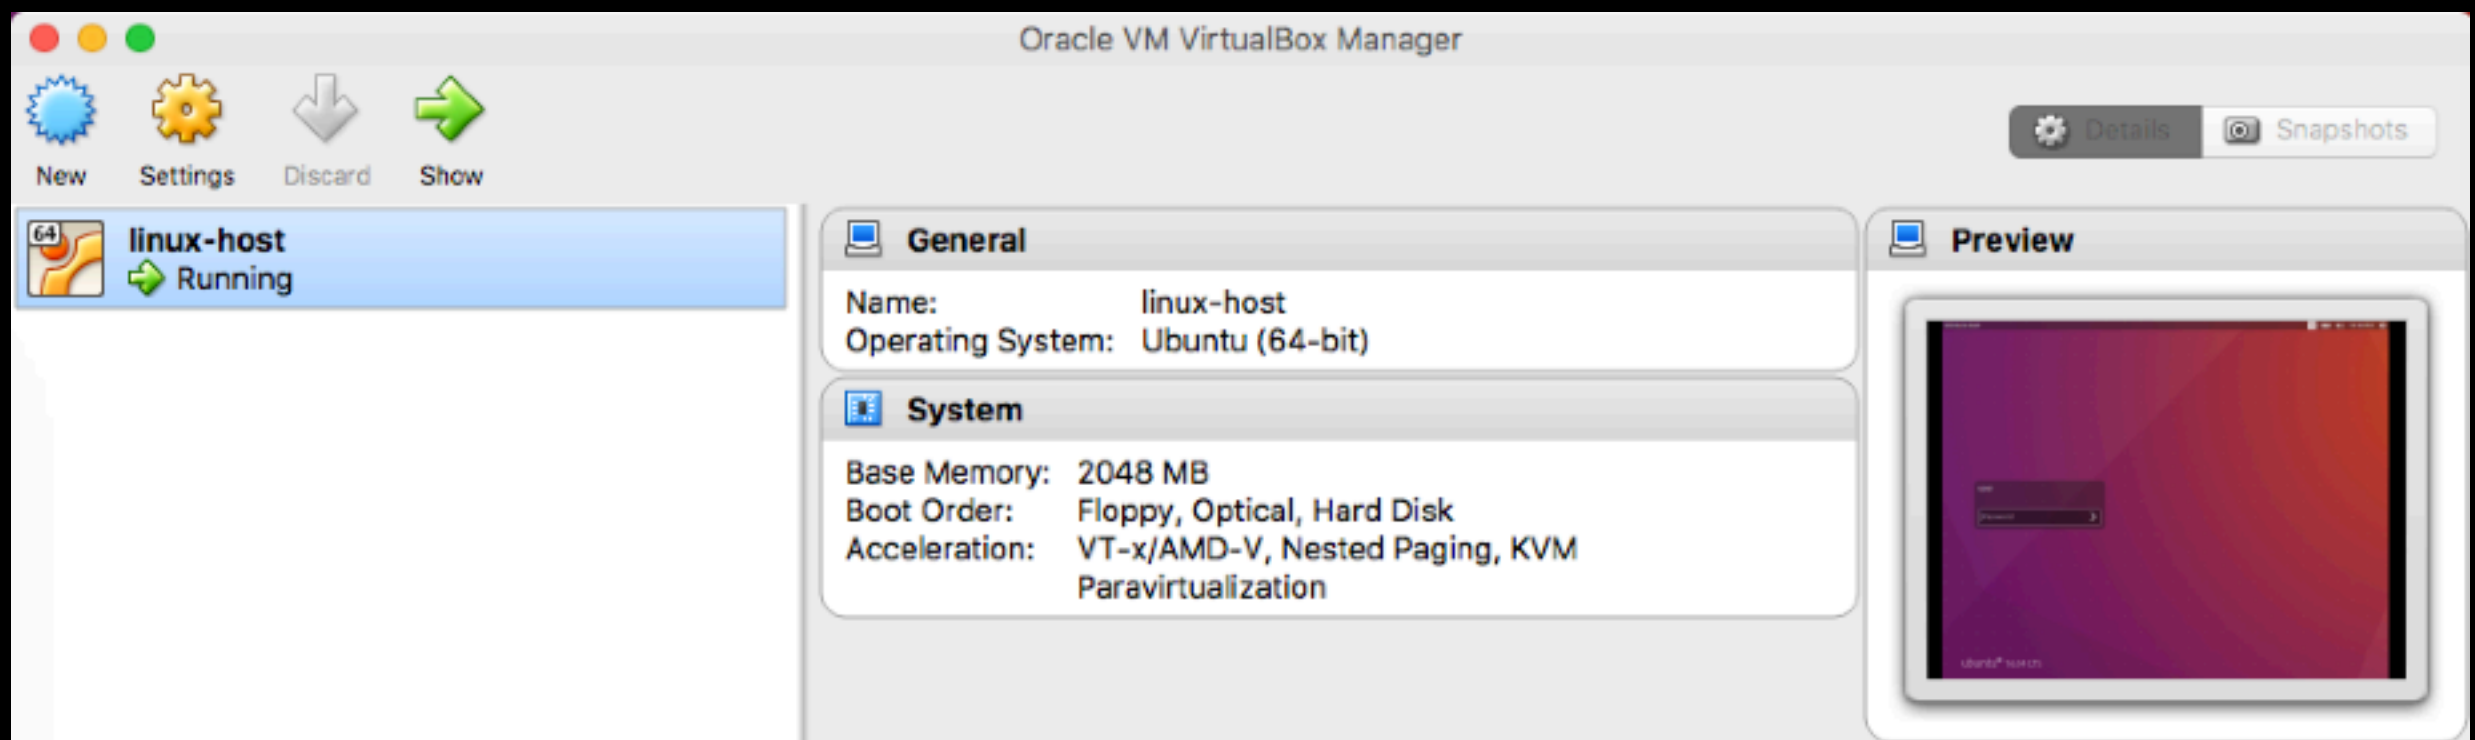 Oracle VM VirtualBox Manager
New
Settings
Discard
Show
Details
Snapshots
64
linux-host
Running
General
Name: linux-host
Operating System: Ubuntu (64-bit)
System
Base Memory: 2048 MB
Boot Order: Floppy, Optical, Hard Disk
Acceleration: VT-x/AMD-V, Nested Paging, KVM
Paravirtualization
Preview
ubuntu